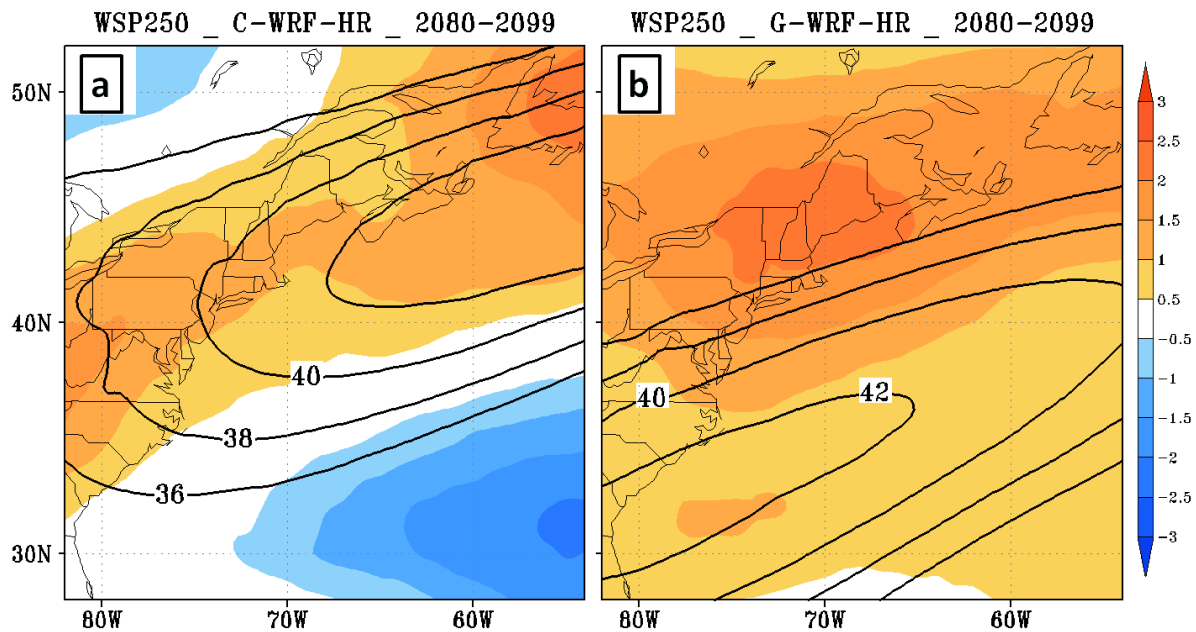 WSP250 _ C-WRF-HR _ 2080-2099
WSP250 _ G-WRF-HR _ 2080-2099
a
b
50N
40N
30N
40
38
36
42
40
80W
70W
60W
80W
70W
60W
3
2.5
2
1.5
1
0.5
-0.5
-1
-1.5
-2
-2.5
-3